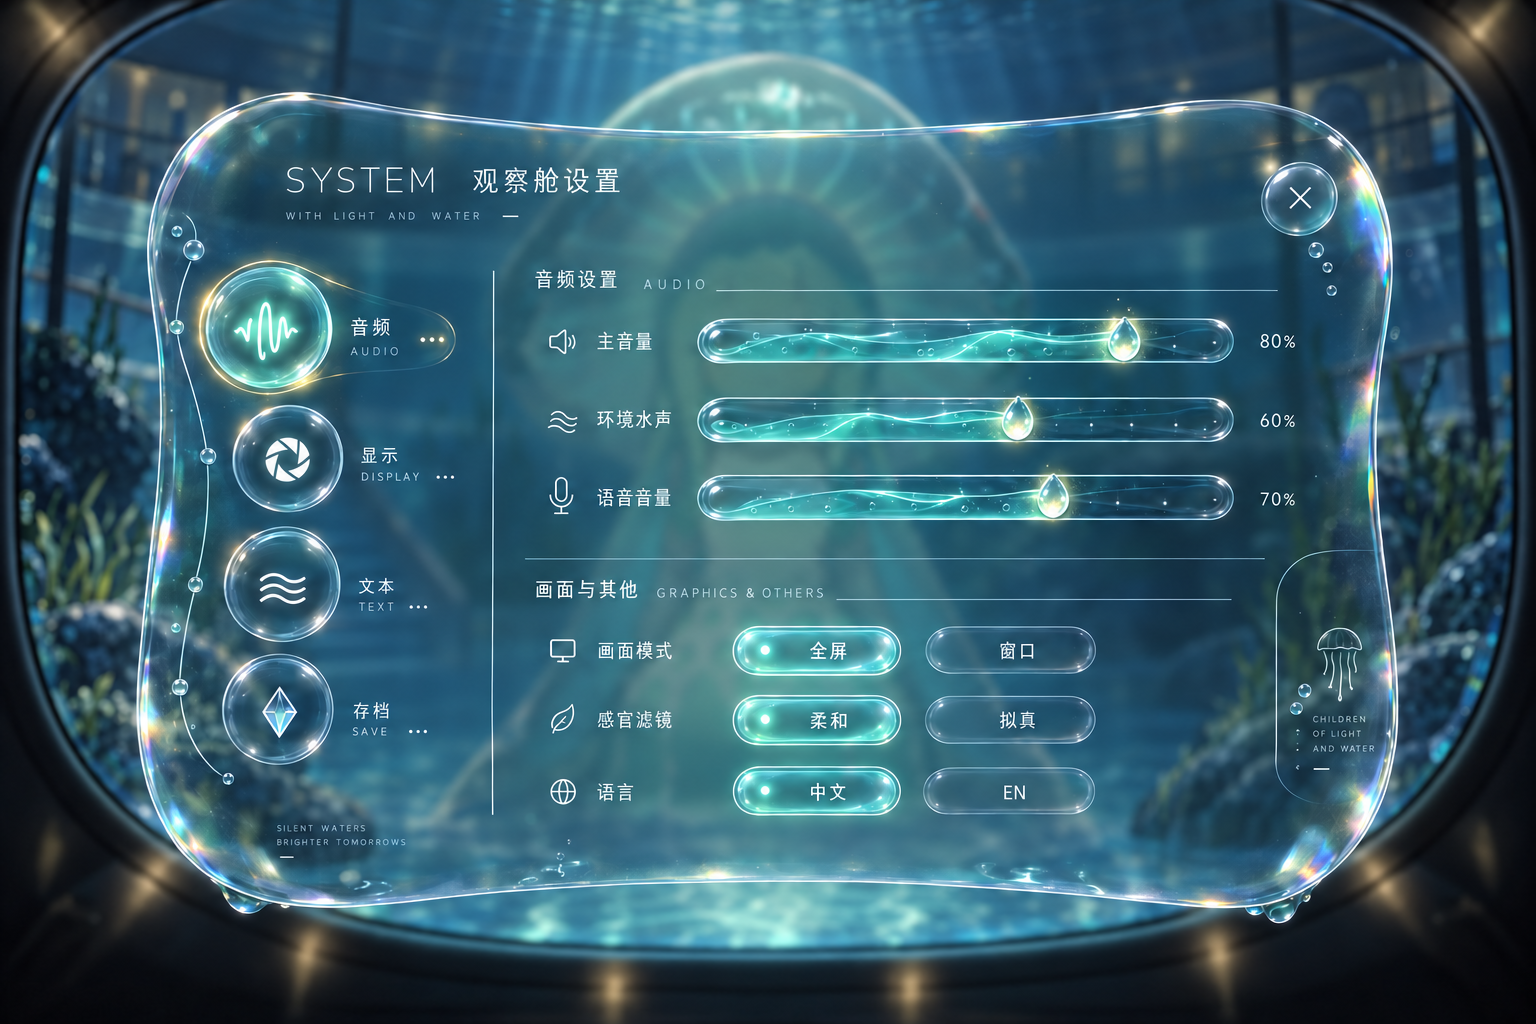 SYSTEM 观察舱设置
WITH LIGHT AND WATER
音频
AUDIO
显示
DISPLAY
文本
TEXT
存档
SAVE
SILENT WATERS
BRIGHTER TOMORROWS
音频设置 AUDIO
主音量 80%
环境水声 60%
语音音量 70%
画面与其他 GRAPHICS & OTHERS
画面模式 全屏 窗口
感官滤镜 柔和 拟真
语言 中文 EN
CHILDREN
OF LIGHT
AND WATER